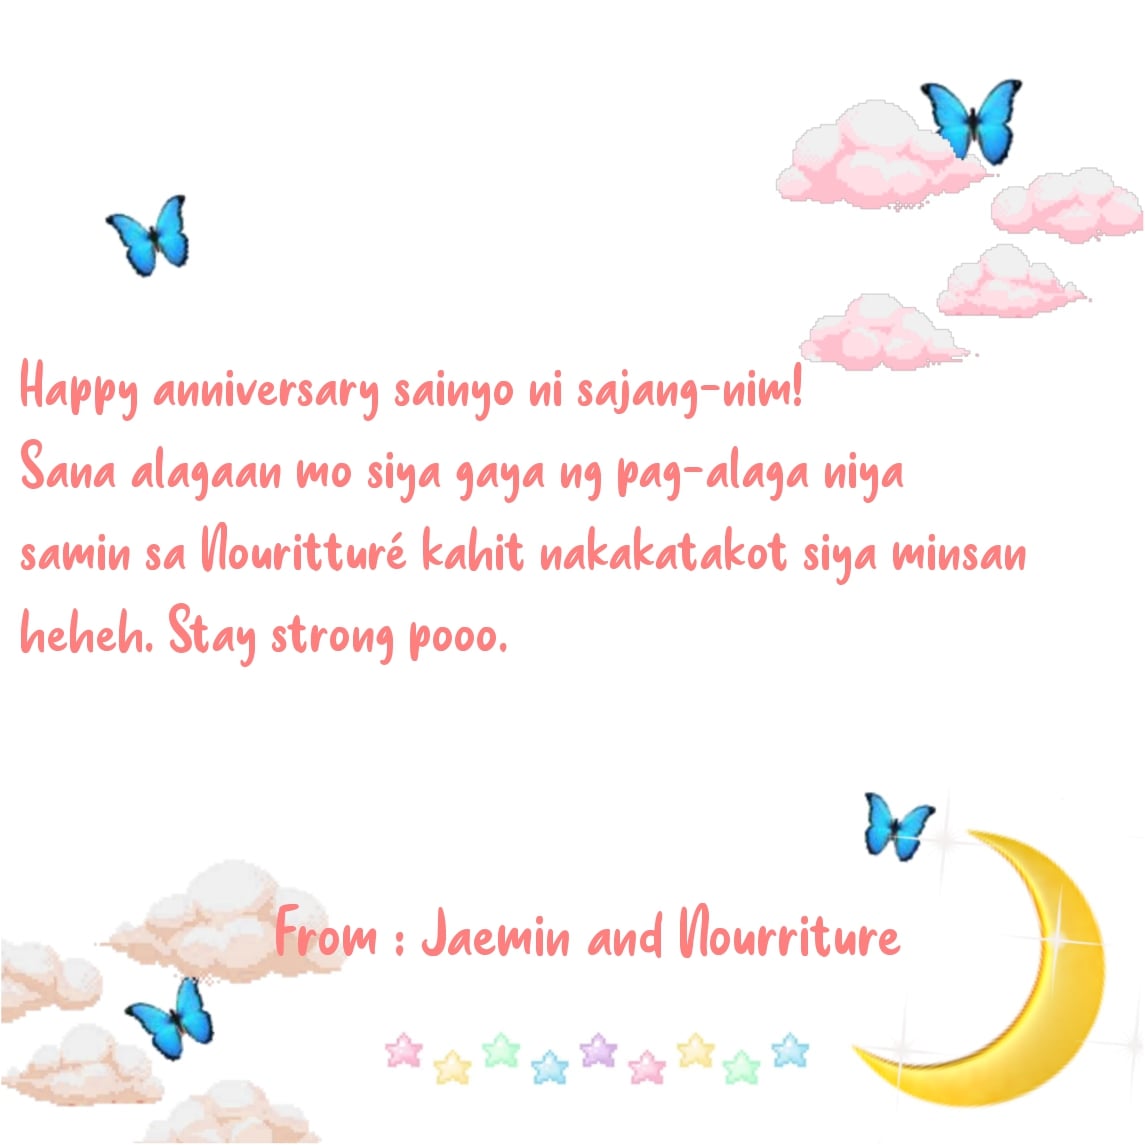 Happy anniversary sainyo ni sajang-nim!
Sana alagaan mo siya gaya ng pag-alaga niya
samin sa Nouritturé kahit nakakatakot siya minsan
heheh. Stay strong pooo.
From : Jaemin and Nourriture